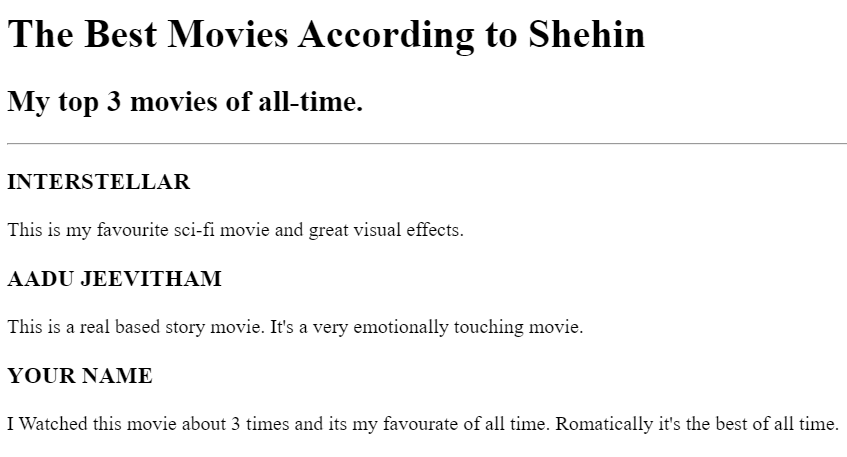 The Best Movies According to Shehin
My top 3 movies of all-time.
INTERSTELLAR
This is my favourite sci-fi movie and great visual effects.
AADU JEEVITHAM
This is a real based story movie. It's a very emotionally touching movie.
YOUR NAME
I Watched this movie about 3 times and its my favourate of all time. Romatically it's the best of all time.